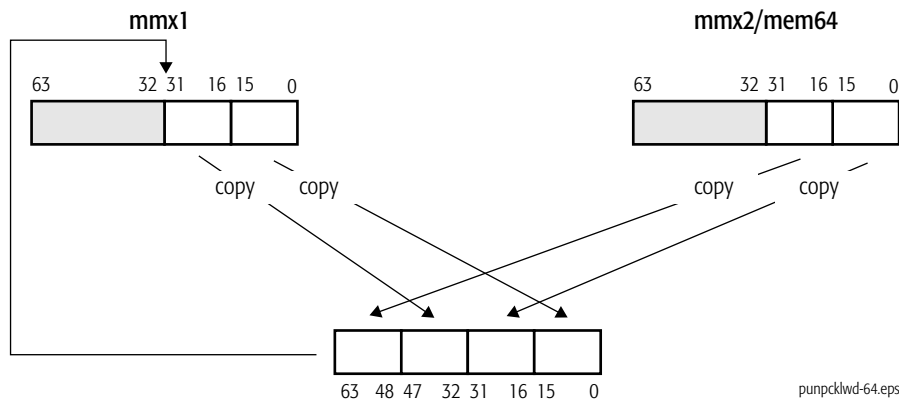 mmx1 mmx2/mem64
63 32 31 16 15 0 63 32 31 16 15 0
copy copy copy copy
63 48 47 32 31 16 15 0
punpcklwd-64.eps